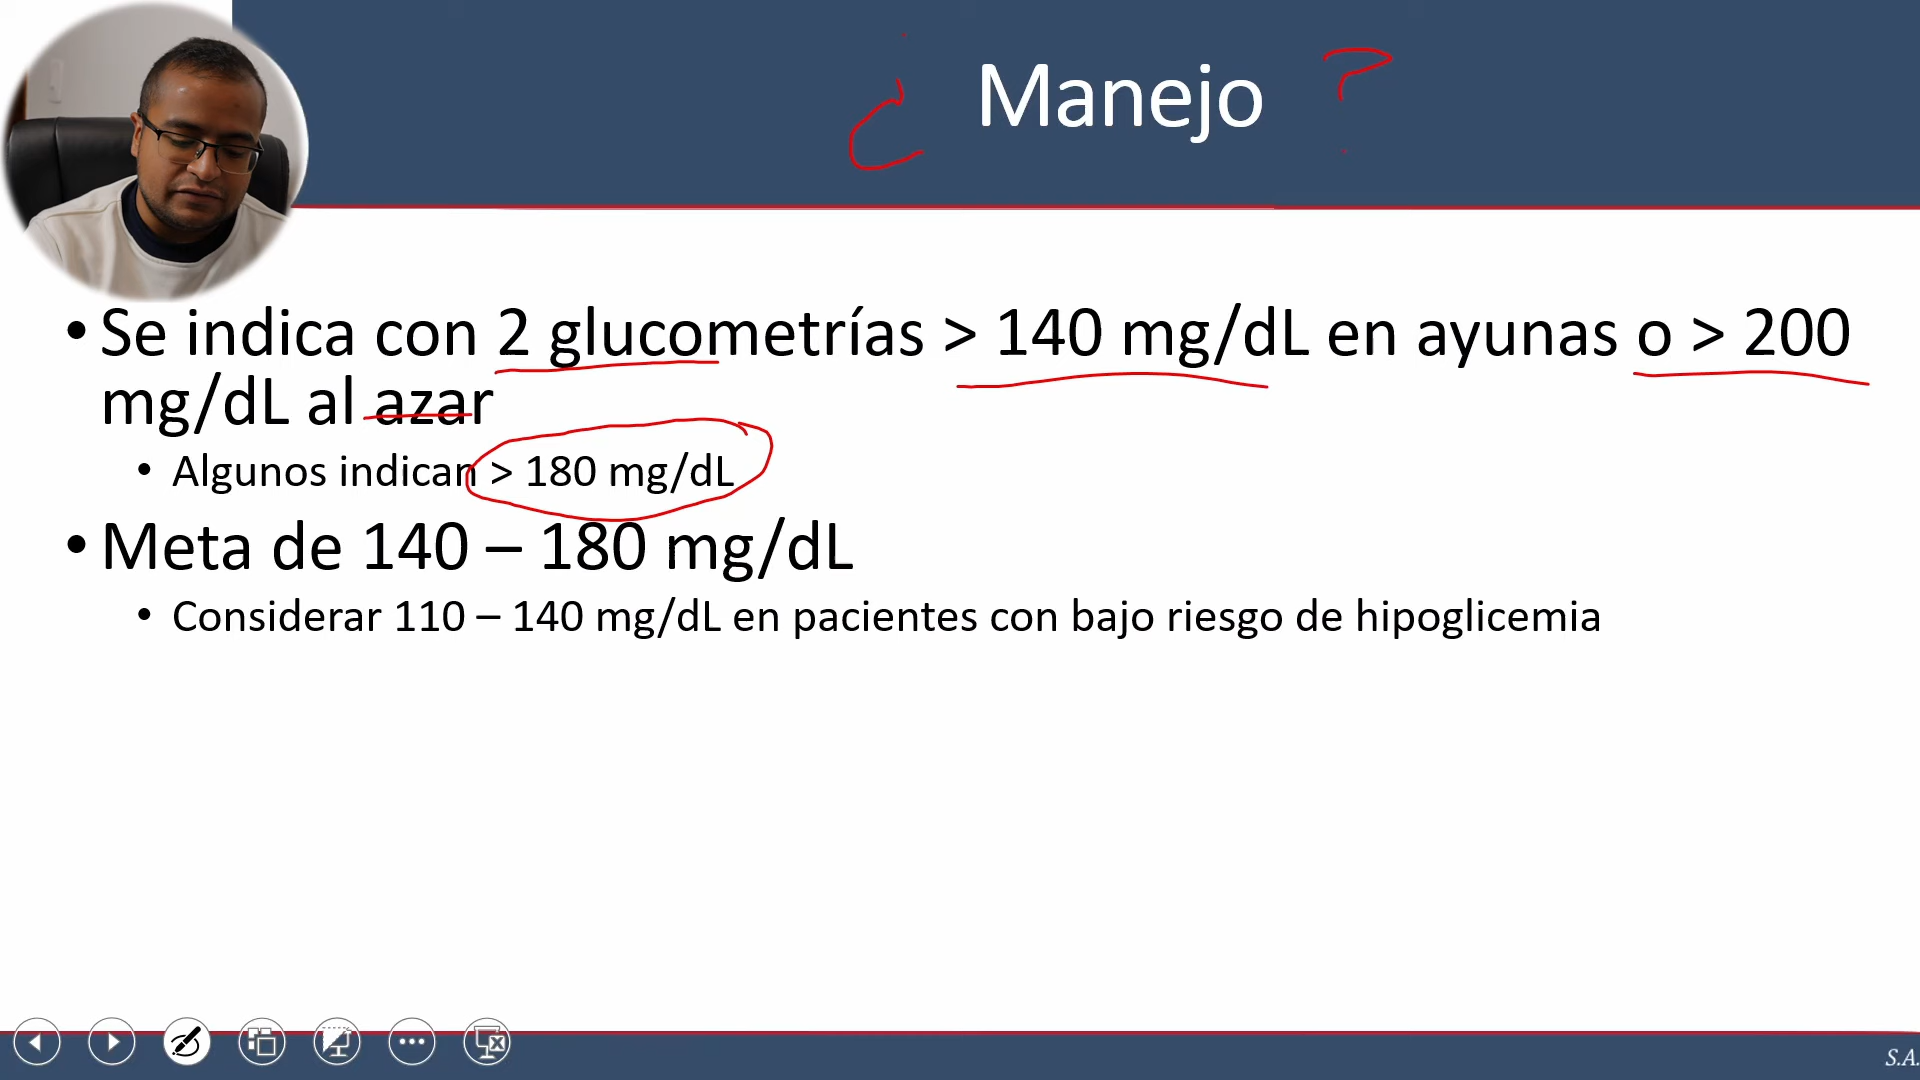 ¿ Manejo ?
• Se indica con 2 glucometrías > 140 mg/dL en ayunas o > 200
mg/dL al azar
• Algunos indican > 180 mg/dL
• Meta de 140 – 180 mg/dL
• Considerar 110 – 140 mg/dL en pacientes con bajo riesgo de hipoglicemia
S.A.